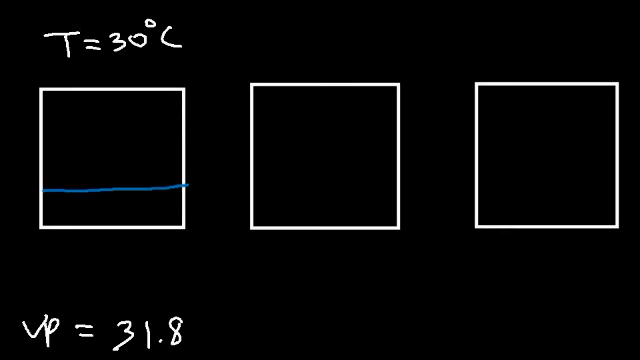 T = 30°C
VP = 31.8